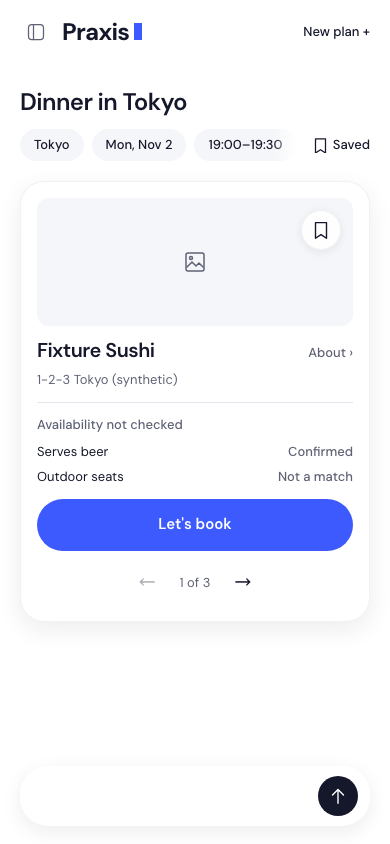 Praxis
New plan +
Dinner in Tokyo
Tokyo
Mon, Nov 2
19:00–19:30
Saved
Fixture Sushi
About ›
1-2-3 Tokyo (synthetic)
Availability not checked
Serves beer
Confirmed
Outdoor seats
Not a match
Let's book
← 1 of 3 →